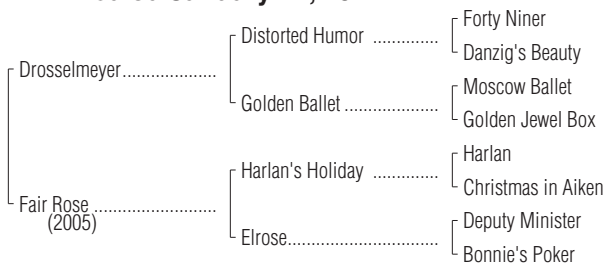 Forty Niner
Distorted Humor ..............
Danzig's Beauty
Drosselmeyer...................
Moscow Ballet
Golden Ballet ...................
Golden Jewel Box
Harlan
Harlan's Holiday ..............
Christmas in Aiken
Fair Rose .........................
(2005)
Deputy Minister
Elrose...............................
Bonnie's Poker